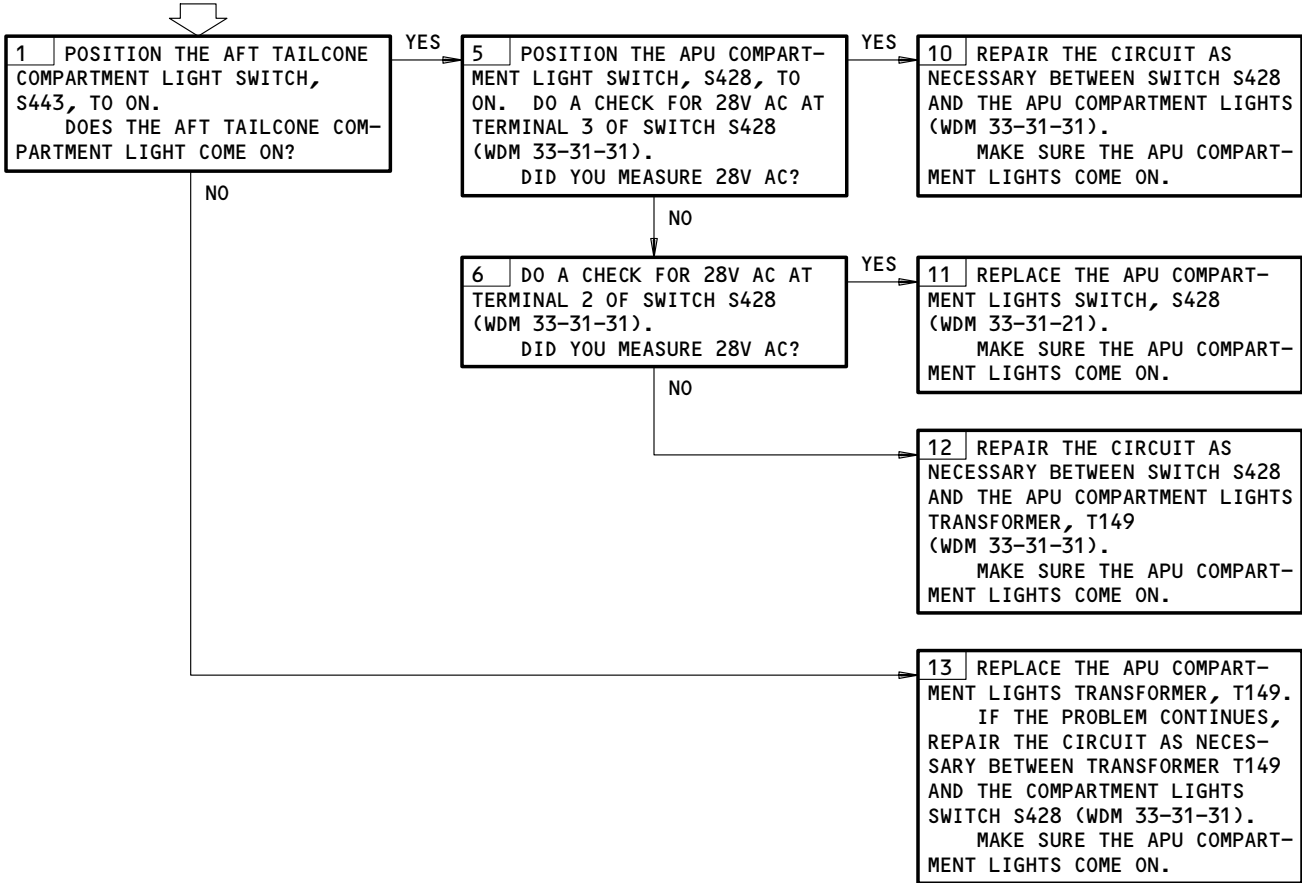 1 POSITION THE AFT TAILCONE
COMPARTMENT LIGHT SWITCH,
S443, TO ON.
DOES THE AFT TAILCONE COM-
PARTMENT LIGHT COME ON?
YES
NO
5 POSITION THE APU COMPART-
MENT LIGHT SWITCH, S428, TO
ON. DO A CHECK FOR 28V AC AT
TERMINAL 3 OF SWITCH S428
(WDM 33-31-31).
DID YOU MEASURE 28V AC?
YES
NO
10 REPAIR THE CIRCUIT AS
NECESSARY BETWEEN SWITCH S428
AND THE APU COMPARTMENT LIGHTS
(WDM 33-31-31).
MAKE SURE THE APU COMPART-
MENT LIGHTS COME ON.
6 DO A CHECK FOR 28V AC AT
TERMINAL 2 OF SWITCH S428
(WDM 33-31-31).
DID YOU MEASURE 28V AC?
YES
NO
11 REPLACE THE APU COMPART-
MENT LIGHTS SWITCH, S428
(WDM 33-31-21).
MAKE SURE THE APU COMPART-
MENT LIGHTS COME ON.
12 REPAIR THE CIRCUIT AS
NECESSARY BETWEEN SWITCH S428
AND THE APU COMPARTMENT LIGHTS
TRANSFORMER, T149
(WDM 33-31-31).
MAKE SURE THE APU COMPART-
MENT LIGHTS COME ON.
13 REPLACE THE APU COMPART-
MENT LIGHTS TRANSFORMER, T149.
IF THE PROBLEM CONTINUES,
REPAIR THE CIRCUIT AS NECES-
SARY BETWEEN TRANSFORMER T149
AND THE COMPARTMENT LIGHTS
SWITCH S428 (WDM 33-31-31).
MAKE SURE THE APU COMPART-
MENT LIGHTS COME ON.